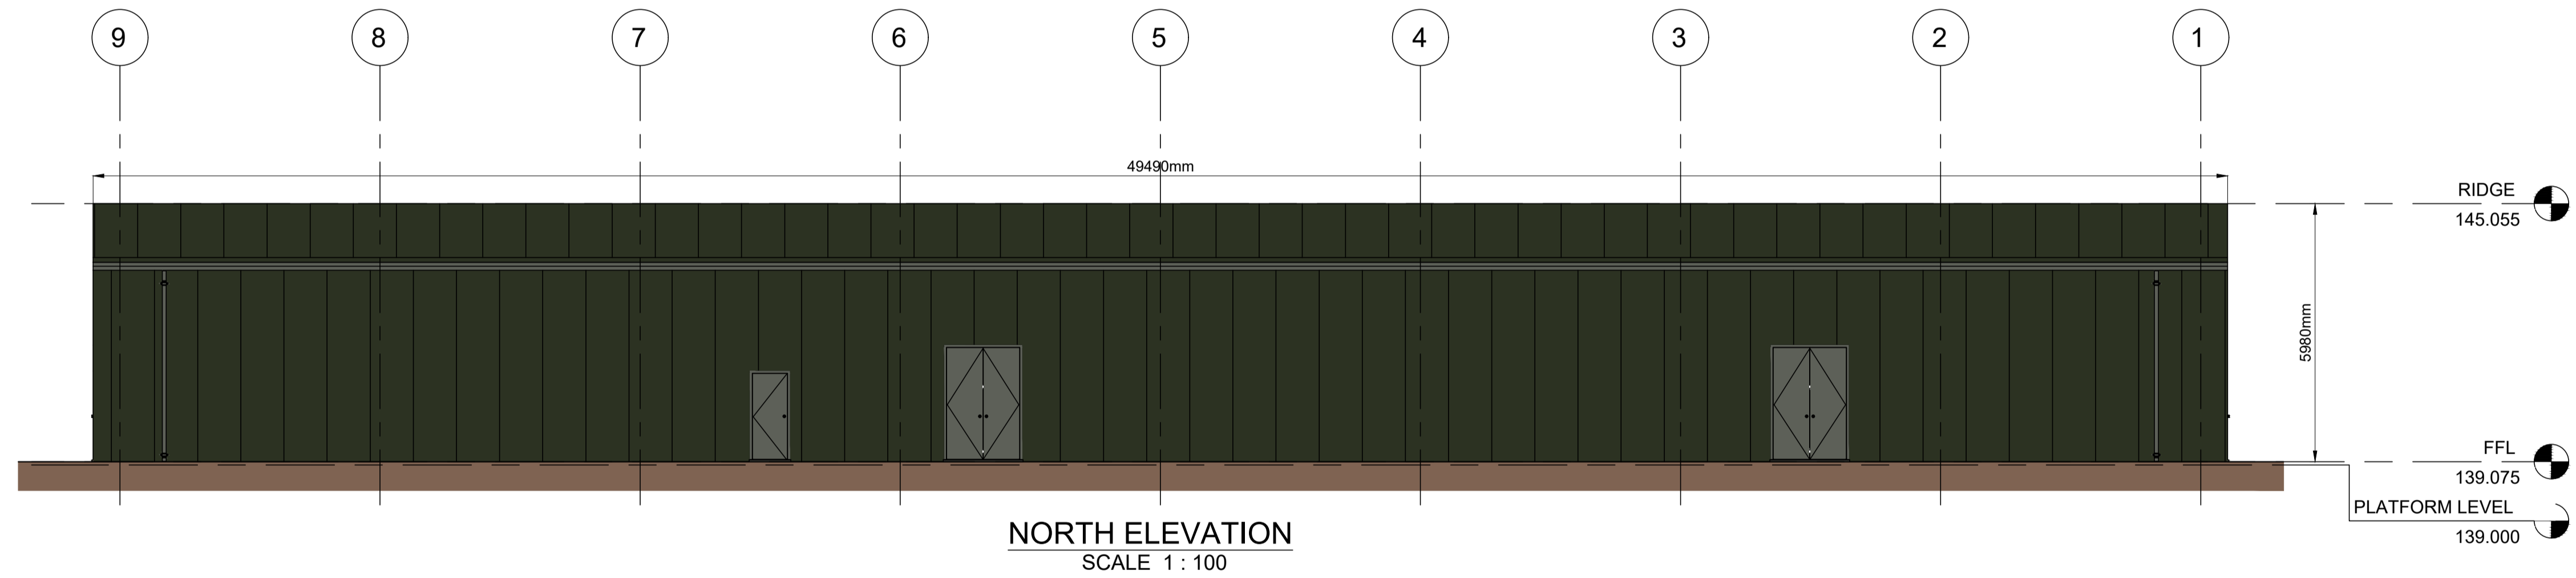 9 8 7 6 5 4 3 2 1
49490mm
RIDGE
145.055
5980mm
FFL
139.075
PLATFORM LEVEL
139.000
NORTH ELEVATION
SCALE 1 : 100